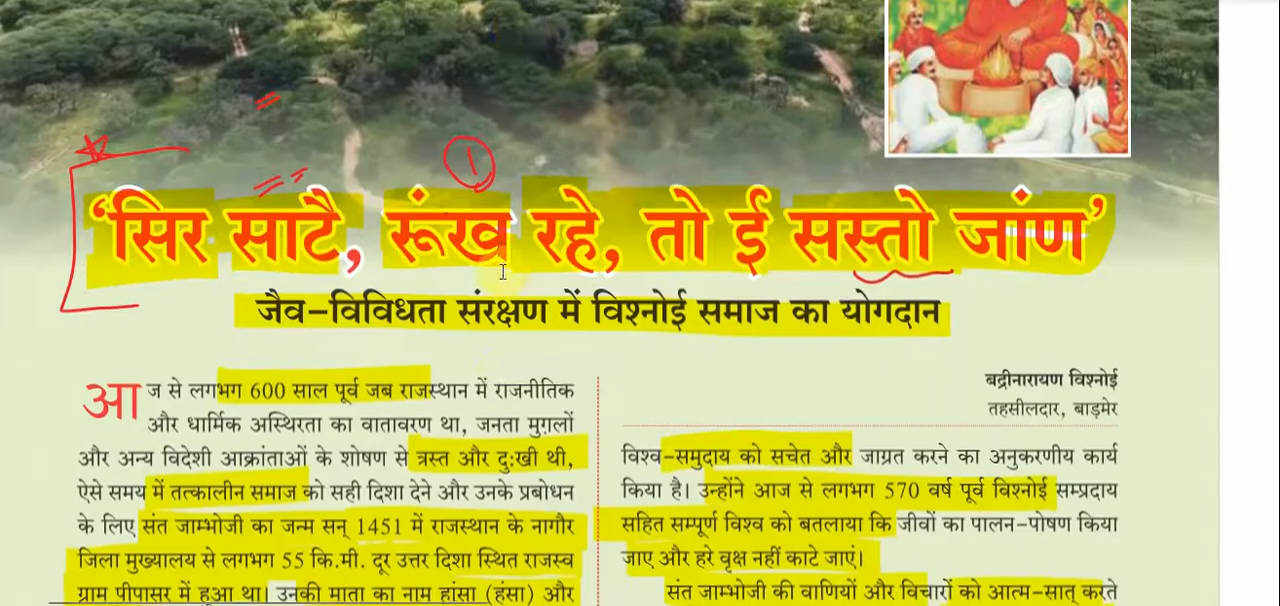 १
‘सिर साटै, रूंख रहे, तो ई सस्तो जांण’
जैव-विविधता संरक्षण में विश्नोई समाज का योगदान
आज से लगभग 600 साल पूर्व जब राजस्थान में राजनीतिक
और धार्मिक अस्थिरता का वातावरण था, जनता मुग़लों
और अन्य विदेशी आक्रांताओं के शोषण से त्रस्त और दुःखी थी,
ऐसे समय में तत्कालीन समाज को सही दिशा देने और उनके प्रबोधन
के लिए संत जाम्भोजी का जन्म सन् 1451 में राजस्थान के नागौर
जिला मुख्यालय से लगभग 55 कि.मी. दूर उत्तर दिशा स्थित राजस्व
ग्राम पीपासर में हुआ था। उनकी माता का नाम हांसा (हंसा) और
बद्रीनारायण विश्नोई
तहसीलदार, बाड़मेर
विश्व-समुदाय को सचेत और जाग्रत करने का अनुकरणीय कार्य
किया है। उन्होंने आज से लगभग 570 वर्ष पूर्व विश्नोई सम्प्रदाय
सहित सम्पूर्ण विश्व को बतलाया कि जीवों का पालन-पोषण किया
जाए और हरे वृक्ष नहीं काटे जाएं।
संत जाम्भोजी की वाणियों और विचारों को आत्म-सात् करते